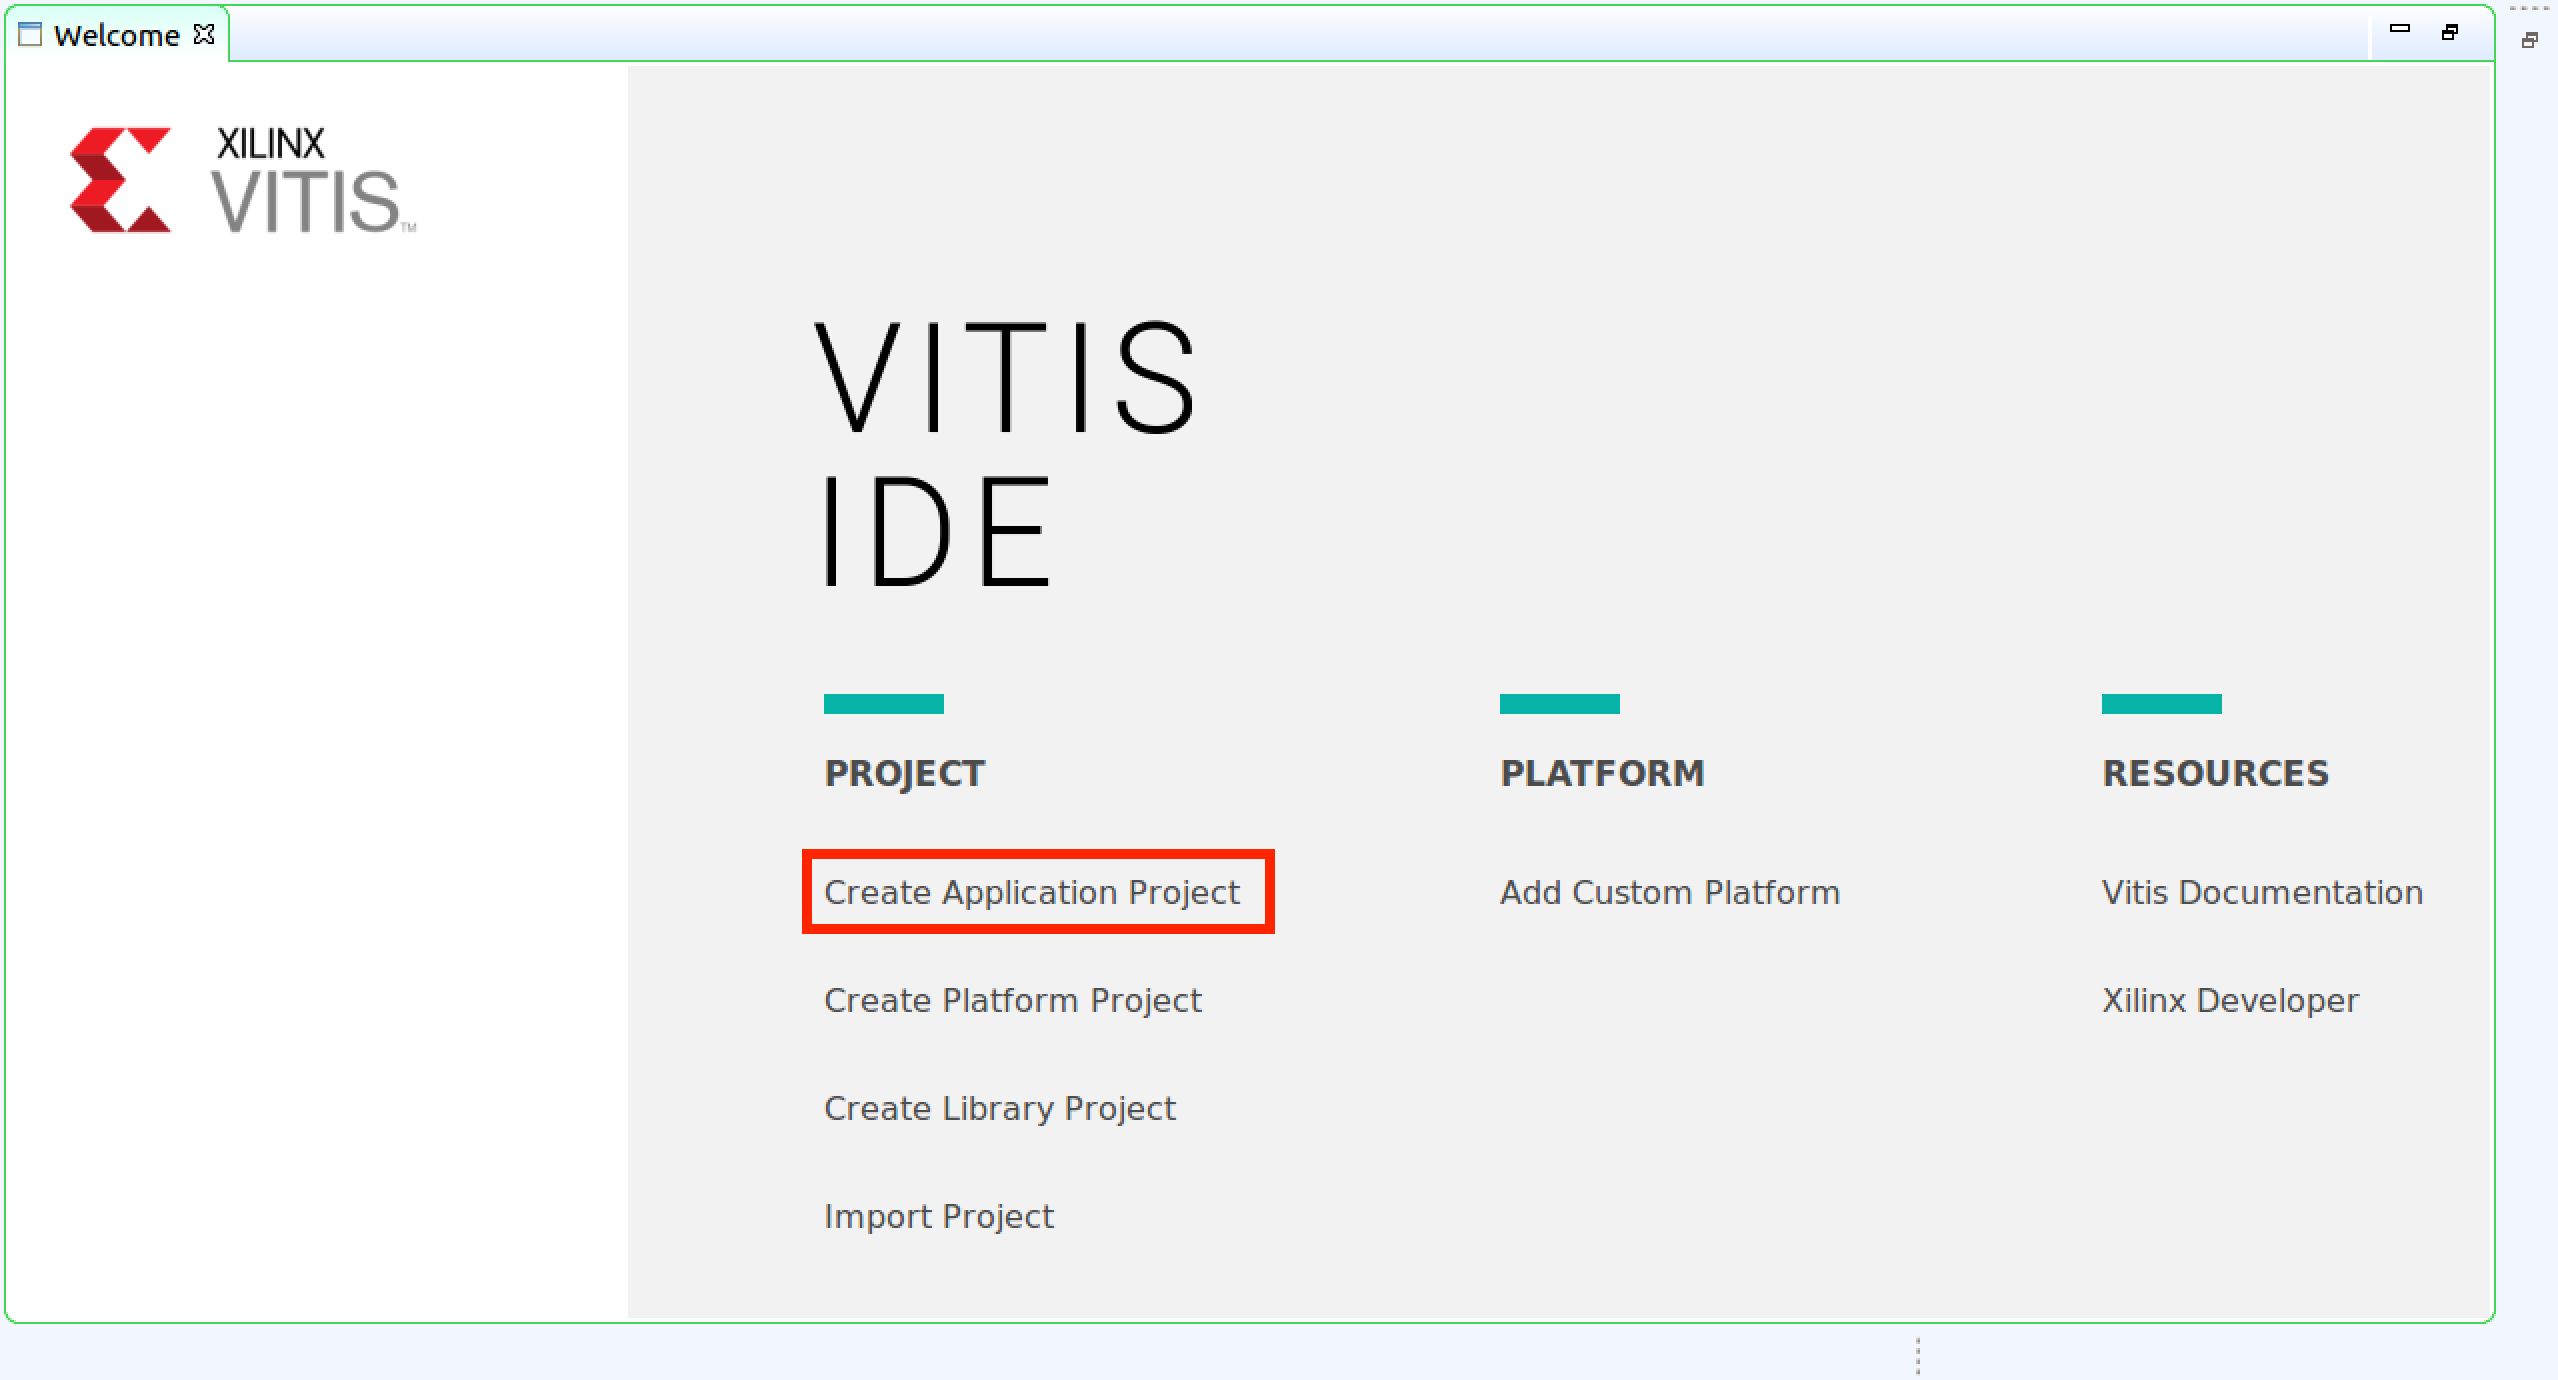 Welcome
XILINX
VITIS™
VITIS
IDE
PROJECT
Create Application Project
Create Platform Project
Create Library Project
Import Project
PLATFORM
Add Custom Platform
RESOURCES
Vitis Documentation
Xilinx Developer